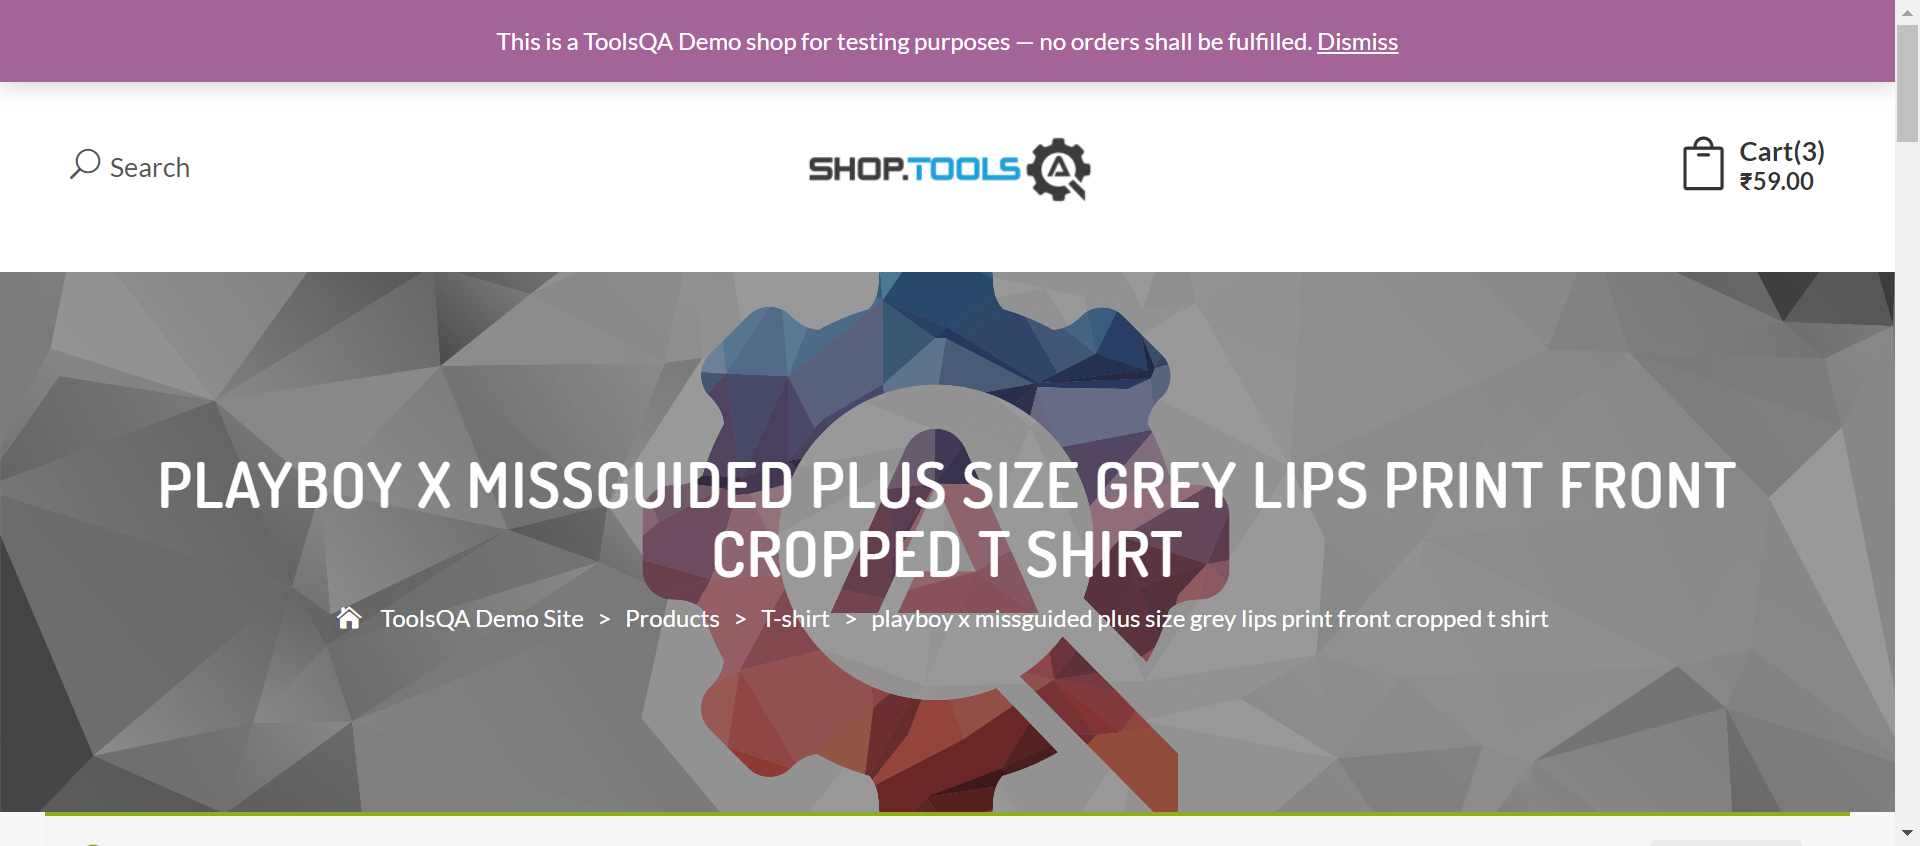 This is a ToolsQA Demo shop for testing purposes — no orders shall be fulfilled. Dismiss
Search
SHOP.TOOLS
Cart(3)
₹59.00
PLAYBOY X MISSGUIDED PLUS SIZE GREY LIPS PRINT FRONT
CROPPED T SHIRT
ToolsQA Demo Site > Products > T-shirt > playboy x missguided plus size grey lips print front cropped t shirt